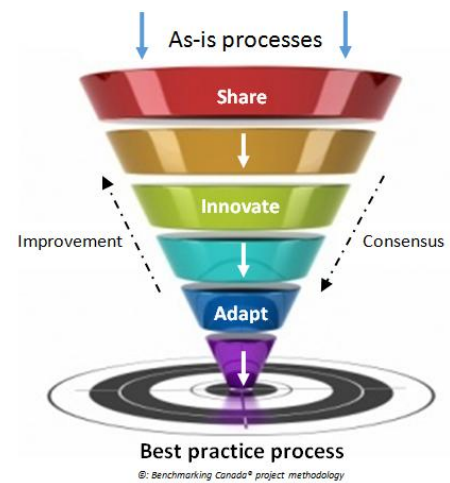 As-is processes
Share
Innovate
Improvement
Consensus
Adapt
Best practice process
©: Benchmarking Canada® project methodology